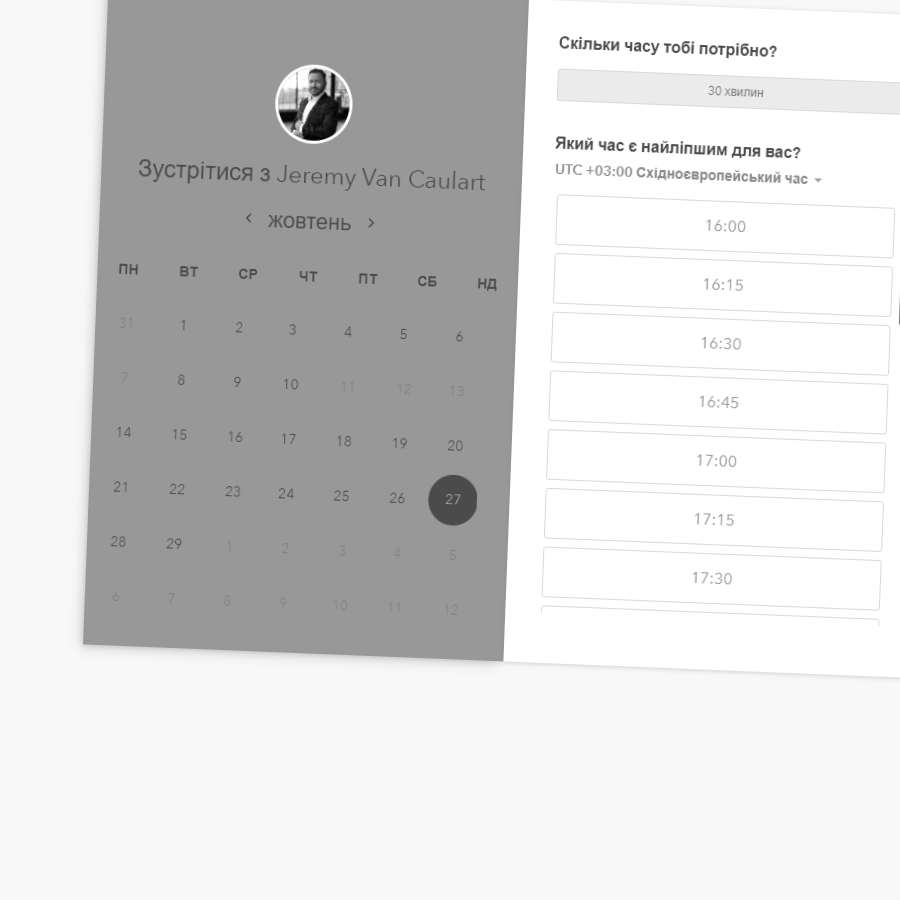 Зустрітися з Jeremy Van Caulart
жовтень
ПН ВТ СР ЧТ ПТ СБ НД
31 1 2 3 4 5 6
7 8 9 10 11 12 13
14 15 16 17 18 19 20
21 22 23 24 25 26 27
28 29 1 2 3 4 5
6 7 8 9 10 11 12
Скільки часу тобі потрібно?
30 хвилин
Який час є найліпшим для вас?
UTC +03:00 Східноєвропейський час
16:00
16:15
16:30
16:45
17:00
17:15
17:30